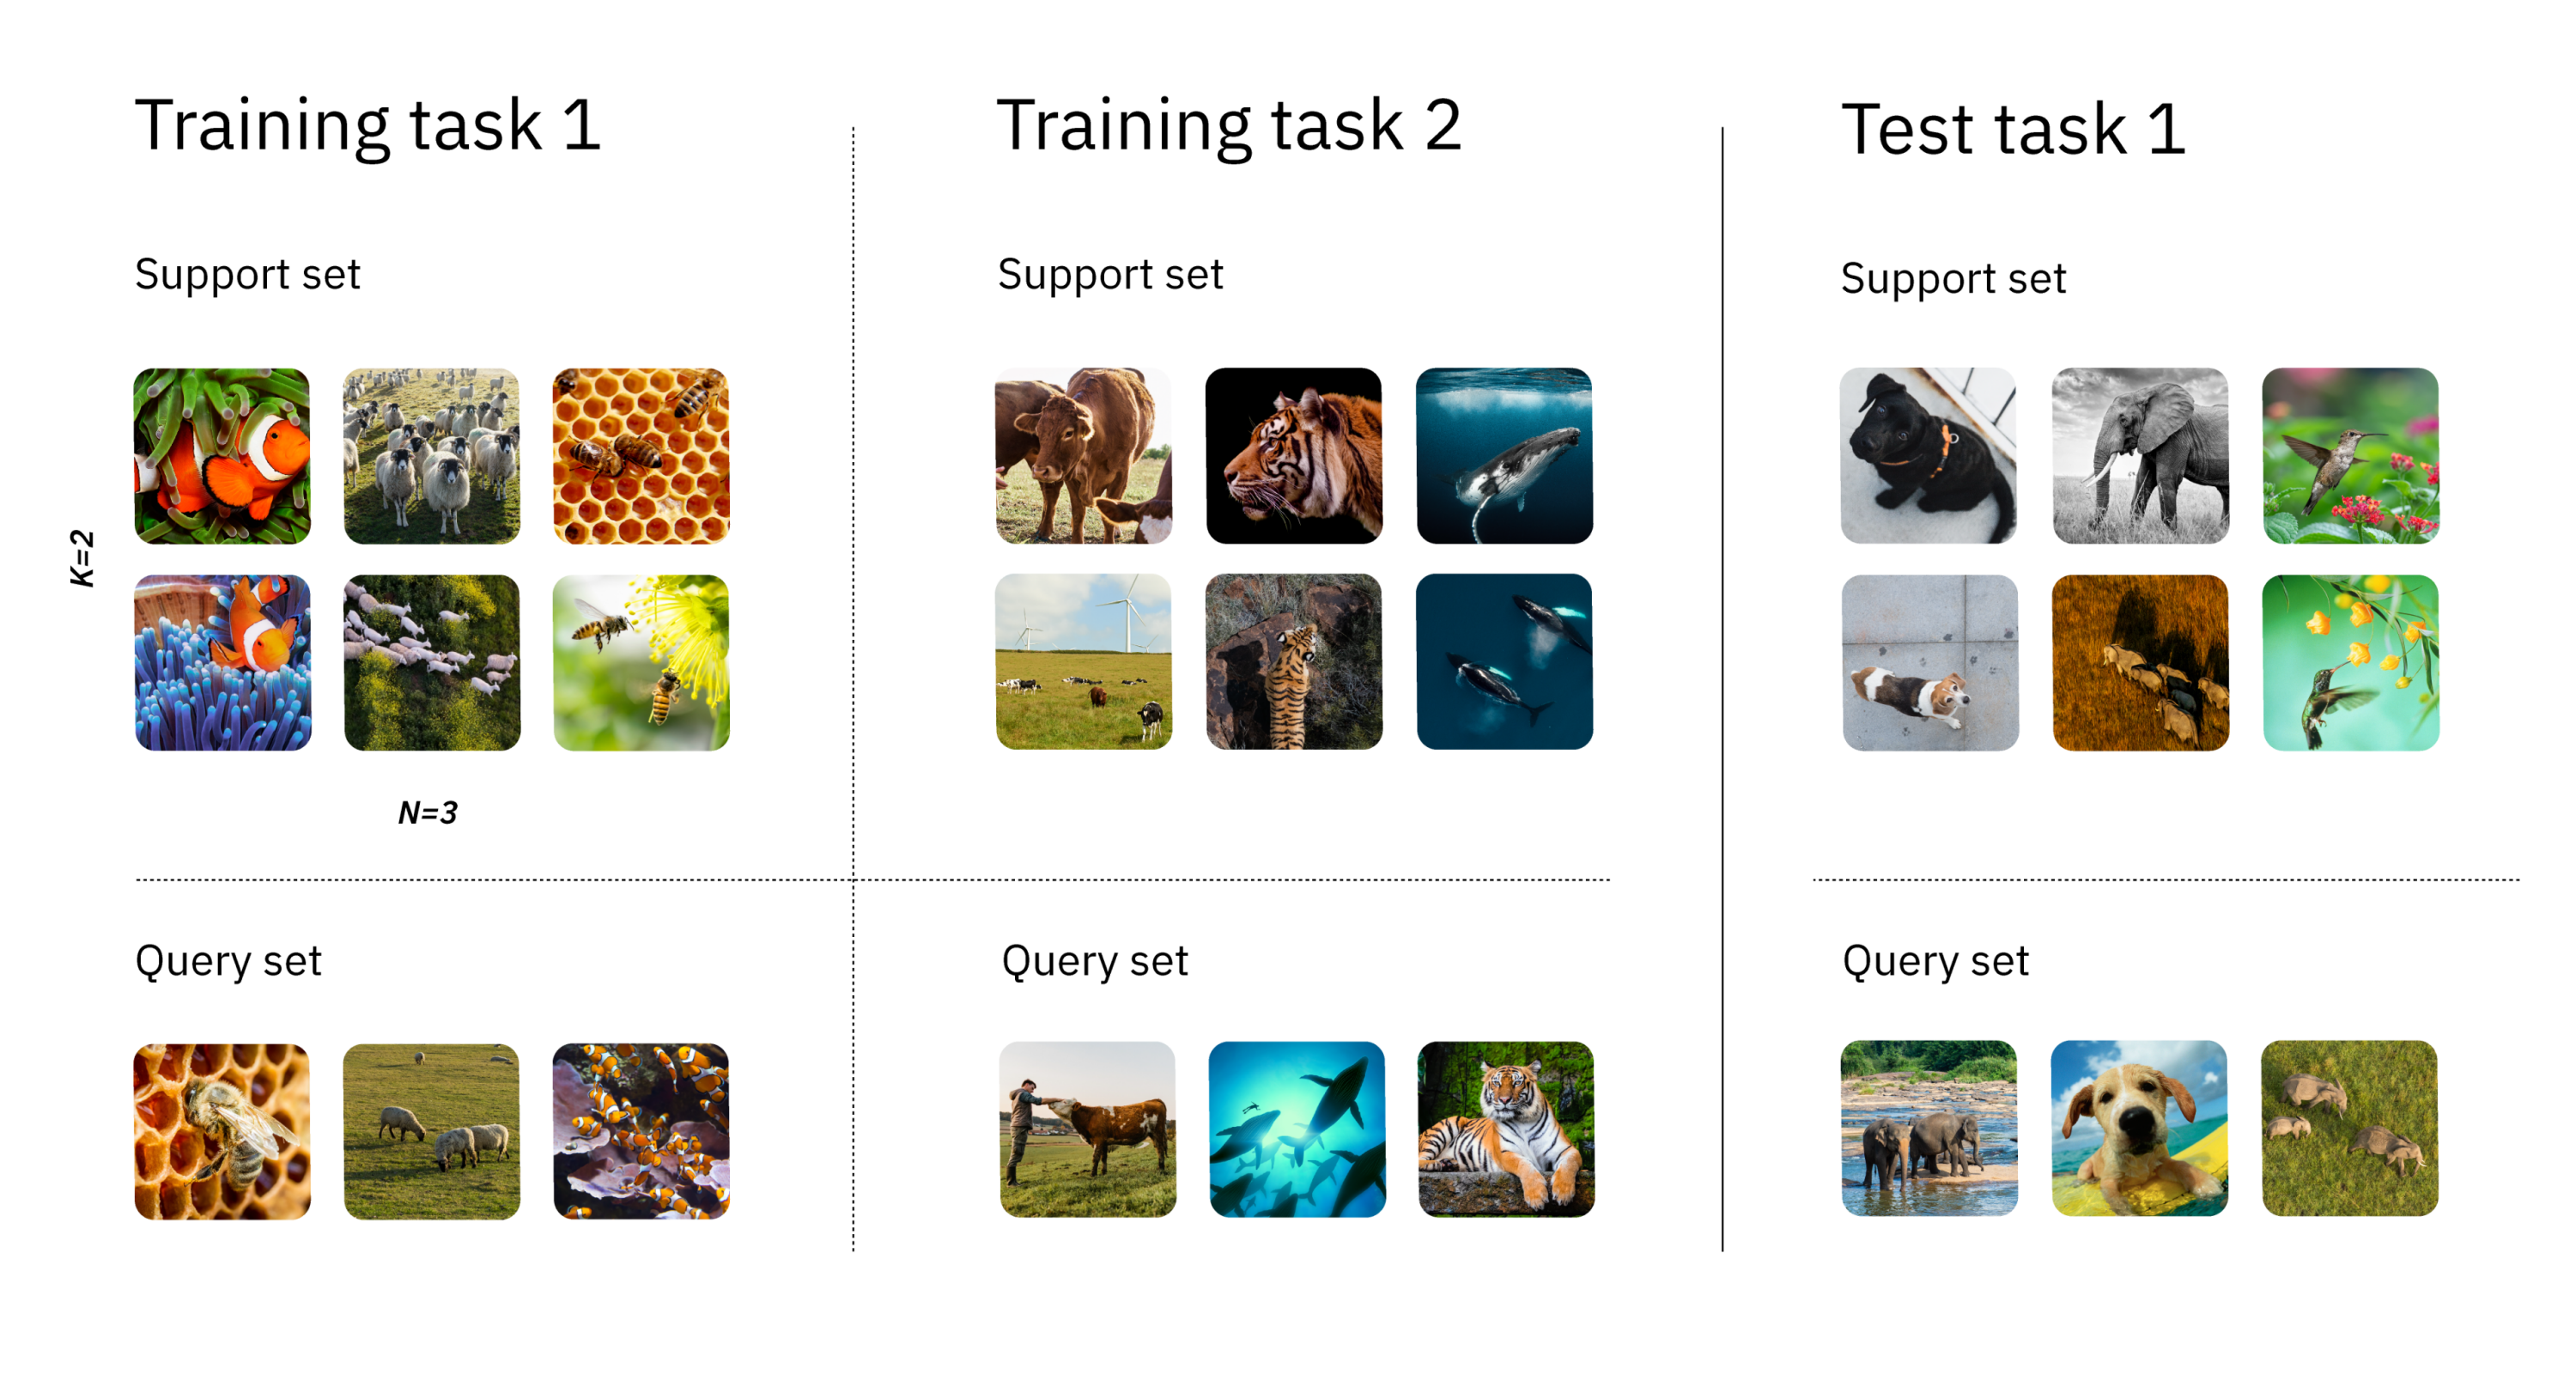 Training task 1
Training task 2
Test task 1
Support set
Support set
Support set
K=2
N=3
Query set
Query set
Query set